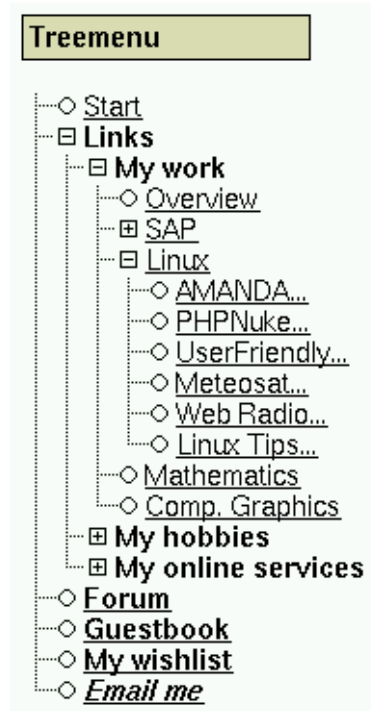 Treemenu
Start
Links
My work
Overview
SAP
Linux
AMANDA...
PHPNuke...
UserFriendly...
Meteosat...
Web Radio...
Linux Tips...
Mathematics
Comp. Graphics
My hobbies
My online services
Forum
Guestbook
My wishlist
Email me